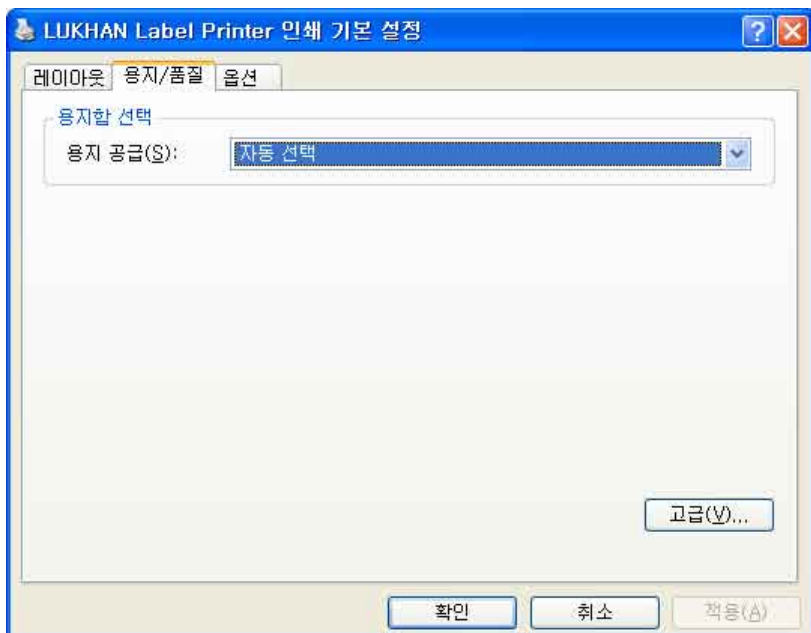 LUKHAN Label Printer 인쇄 기본 설정
레이아웃 용지/품질 옵션
용지함 선택
용지 공급(S): 자동 선택
고급(V)...
확인 취소 적용(A)